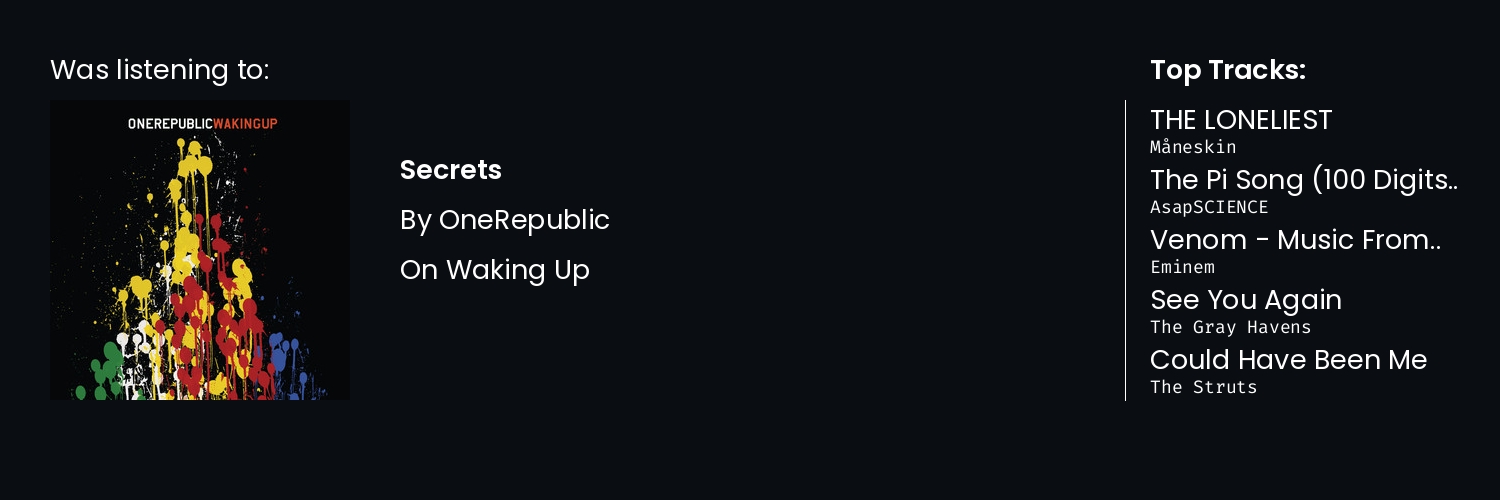 Was listening to:
ONEREPUBLICWAKINGUP
Secrets
By OneRepublic
On Waking Up
Top Tracks:
THE LONELIEST
Måneskin
The Pi Song (100 Digits..
AsapSCIENCE
Venom - Music From..
Eminem
See You Again
The Gray Havens
Could Have Been Me
The Struts